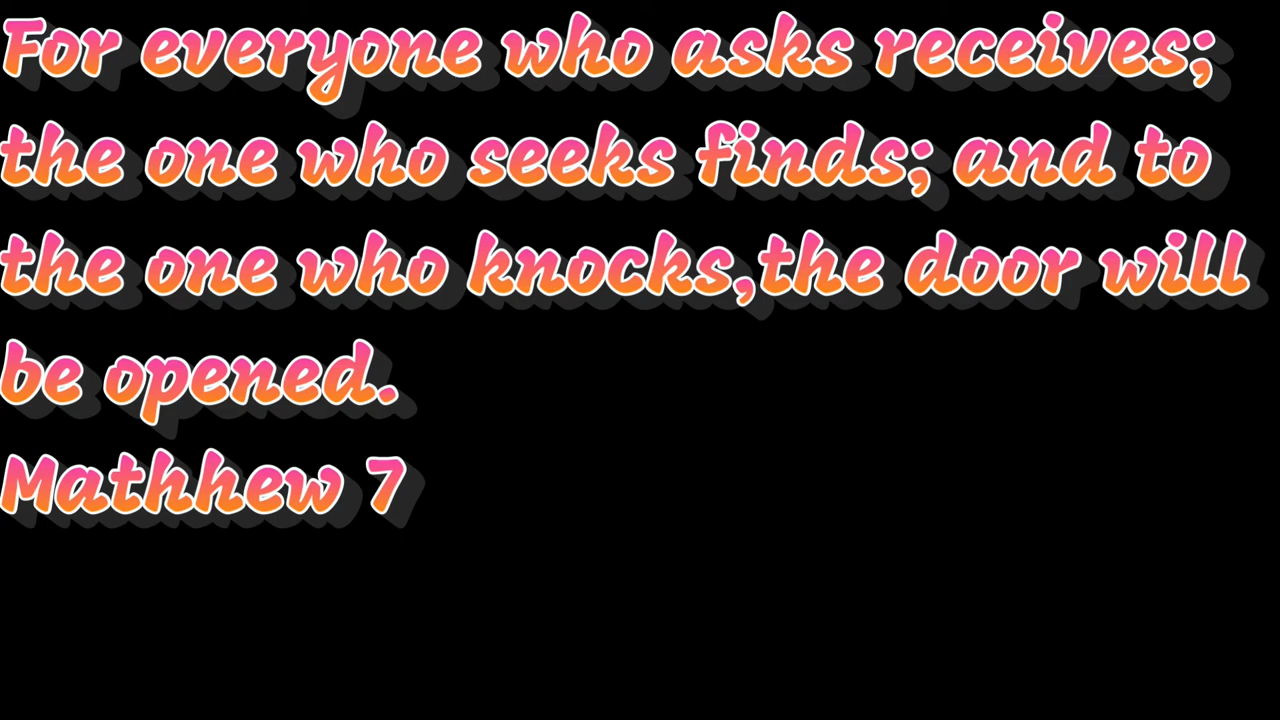 For everyone who asks receives;
the one who seeks finds; and to
the one who knocks,the door will
be opened.
Mathhew 7